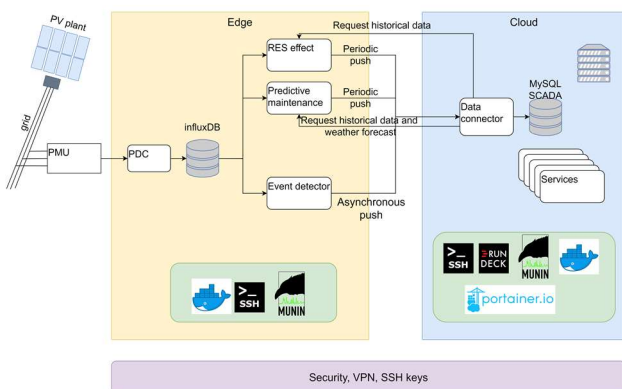 PV plant
grid
PMU
Edge
PDC
influxDB
RES effect
Predictive
maintenance
Event detector
Request historical data
Periodic
push
Periodic
push
Request historical data and
weather forecast
Asynchronous
push
Cloud
Data
connector
MySQL
SCADA
Services
>_
SSH
MUNIN
>_
SSH
RUN
DECK
MUNIN
portainer.io
Security, VPN, SSH keys